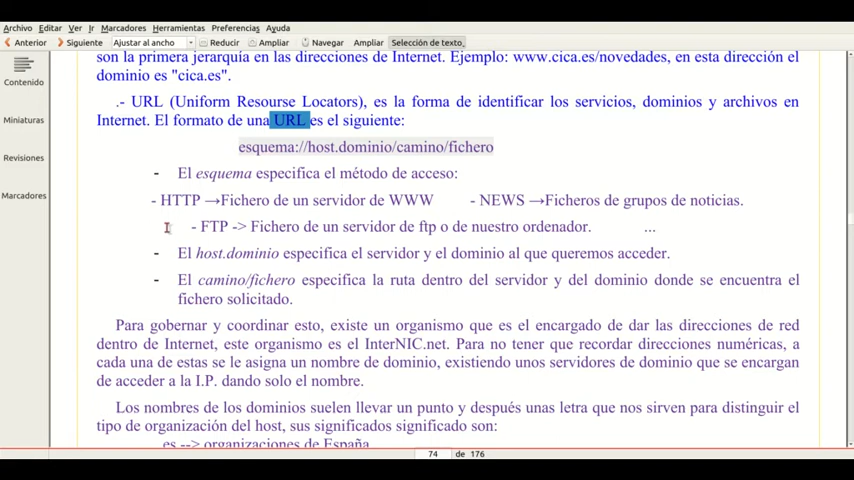 Archivo Editar Ver Ir Marcadores Herramientas Preferencias Ayuda
Anterior Siguiente Ajustar al ancho Reducir Ampliar Navegar Ampliar Selección de texto
Contenido
Miniaturas
Revisiones
Marcadores
son la primera jerarquía en las direcciones de Internet. Ejemplo: www.cica.es/novedades, en esta dirección el
dominio es "cica.es".
.- URL (Uniform Resourse Locators), es la forma de identificar los servicios, dominios y archivos en
Internet. El formato de una URL es el siguiente:
esquema://host.dominio/camino/fichero
- El esquema especifica el método de acceso:
- HTTP →Fichero de un servidor de WWW - NEWS →Ficheros de grupos de noticias.
- FTP -> Fichero de un servidor de ftp o de nuestro ordenador. ...
- El host.dominio especifica el servidor y el dominio al que queremos acceder.
- El camino/fichero especifica la ruta dentro del servidor y del dominio donde se encuentra el
fichero solicitado.
Para gobernar y coordinar esto, existe un organismo que es el encargado de dar las direcciones de red
dentro de Internet, este organismo es el InterNIC.net. Para no tener que recordar direcciones numéricas, a
cada una de estas se le asigna un nombre de dominio, existiendo unos servidores de dominio que se encargan
de acceder a la I.P. dando solo el nombre.
Los nombres de los dominios suelen llevar un punto y después unas letra que nos sirven para distinguir el
tipo de organización del host, sus significados significado son:
es --> organizaciones de España
74 de 176